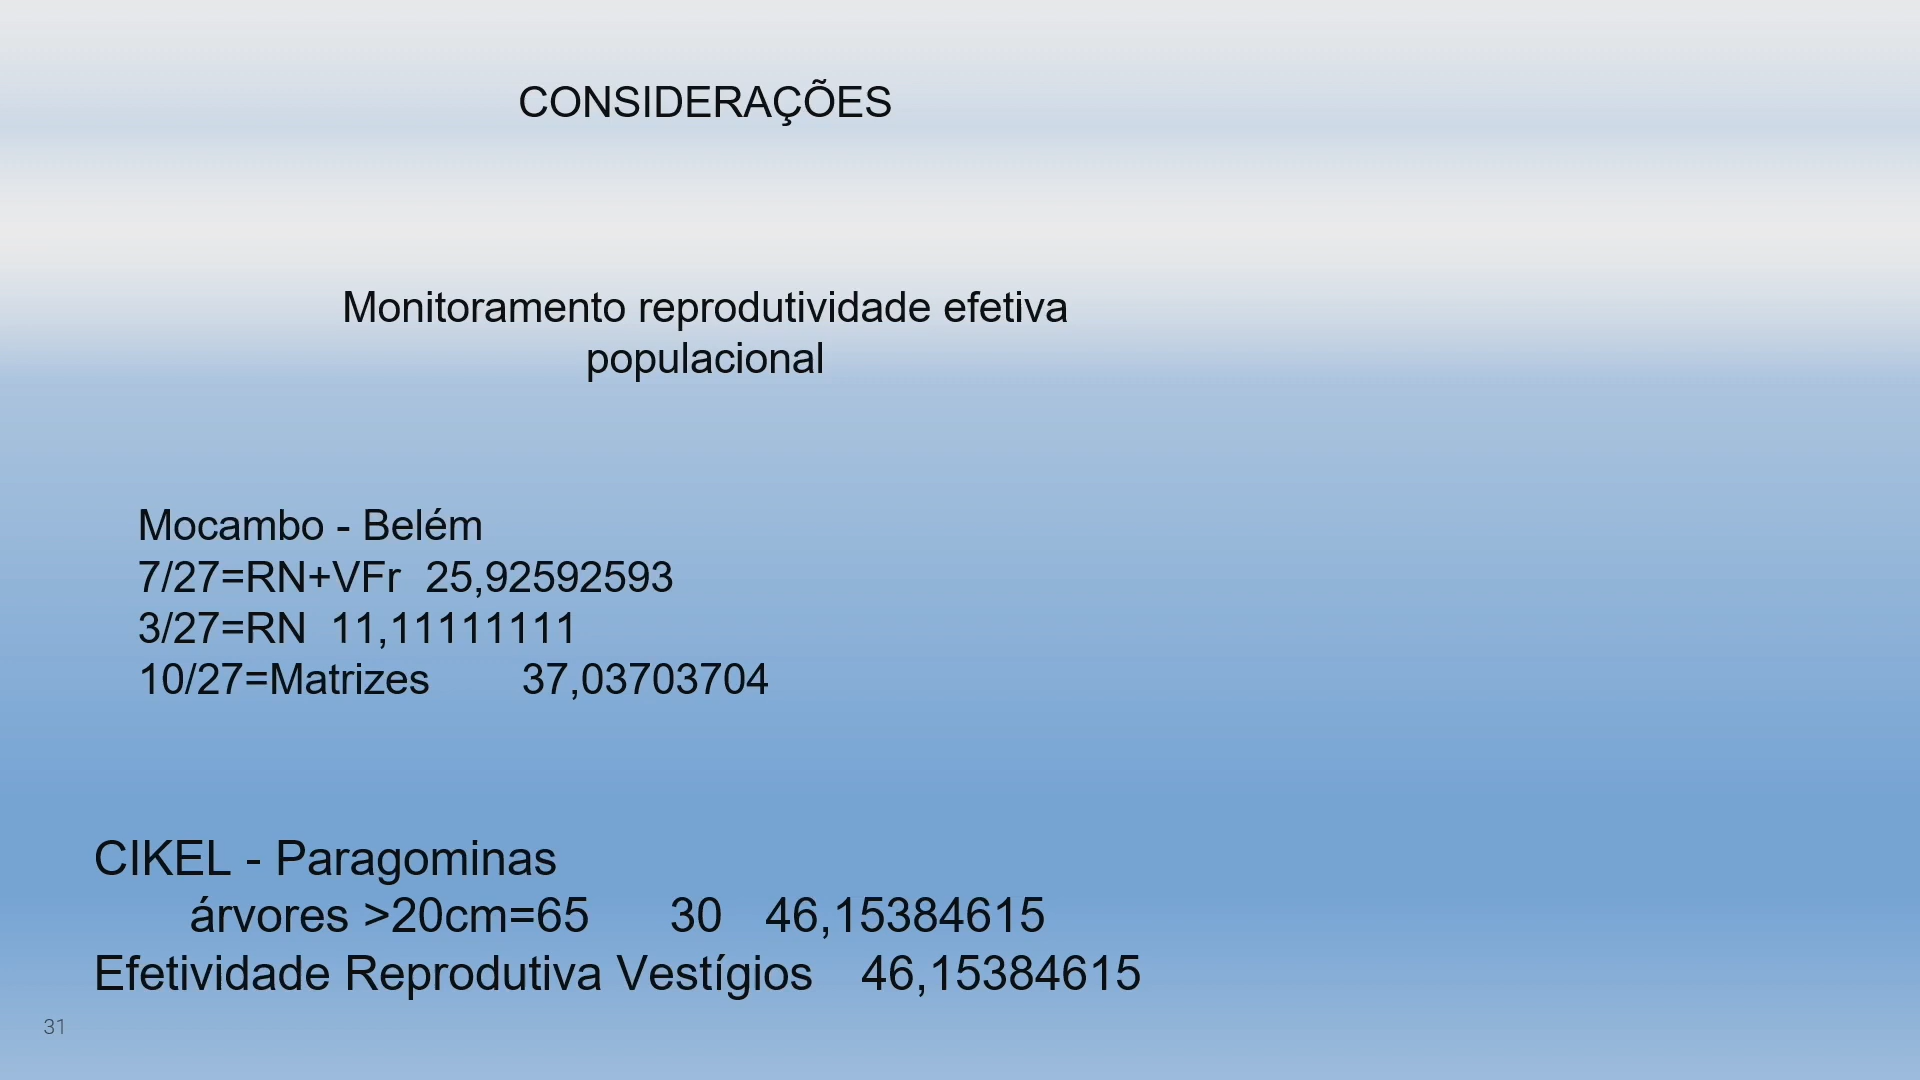 CONSIDERAÇÕES
Monitoramento reprodutividade efetiva
populacional
Mocambo - Belém
7/27=RN+VFr 25,92592593
3/27=RN 11,11111111
10/27=Matrizes 37,03703704
CIKEL - Paragominas
árvores >20cm=65 30 46,15384615
Efetividade Reprodutiva Vestígios 46,15384615
31